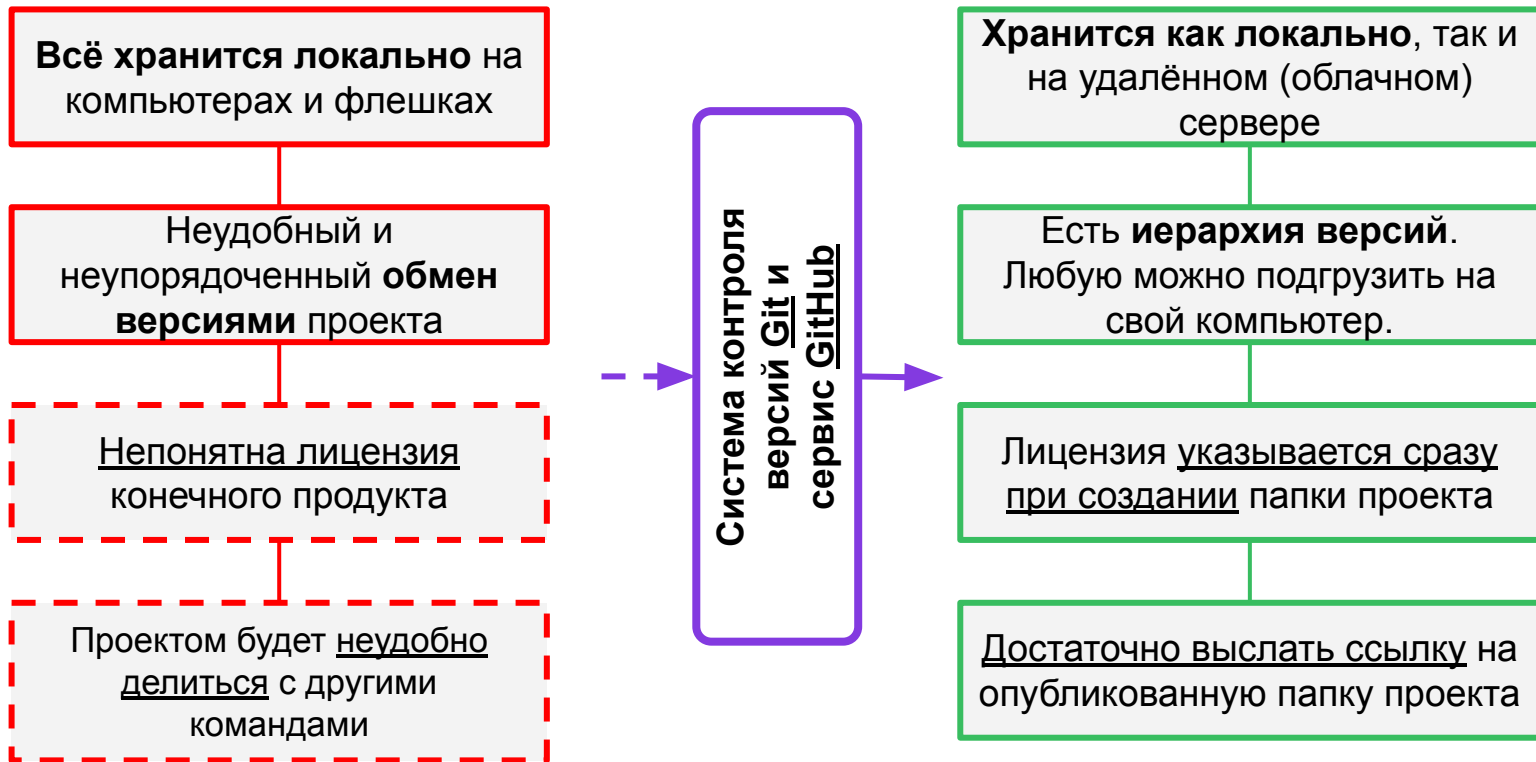 Всё хранится локально на
компьютерах и флешках
Неудобный и
неупорядоченный обмен
версиями проекта
Непонятна лицензия
конечного продукта
Проектом будет неудобно
делиться с другими
командами
Система контроля
версий Git и
сервис GitHub
Хранится как локально, так и
на удалённом (облачном)
сервере
Есть иерархия версий.
Любую можно подгрузить на
свой компьютер.
Лицензия указывается сразу
при создании папки проекта
Достаточно выслать ссылку на
опубликованную папку проекта